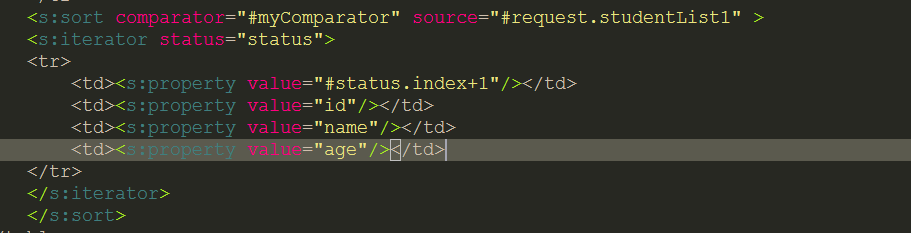 <s:sort comparator="#myComparator" source="#request.studentList1" >
<s:iterator status="status">
<tr>
<td><s:property value="#status.index+1"/></td>
<td><s:property value="id"/></td>
<td><s:property value="name"/></td>
<td><s:property value="age"/></td>
</tr>
</s:iterator>
</s:sort>